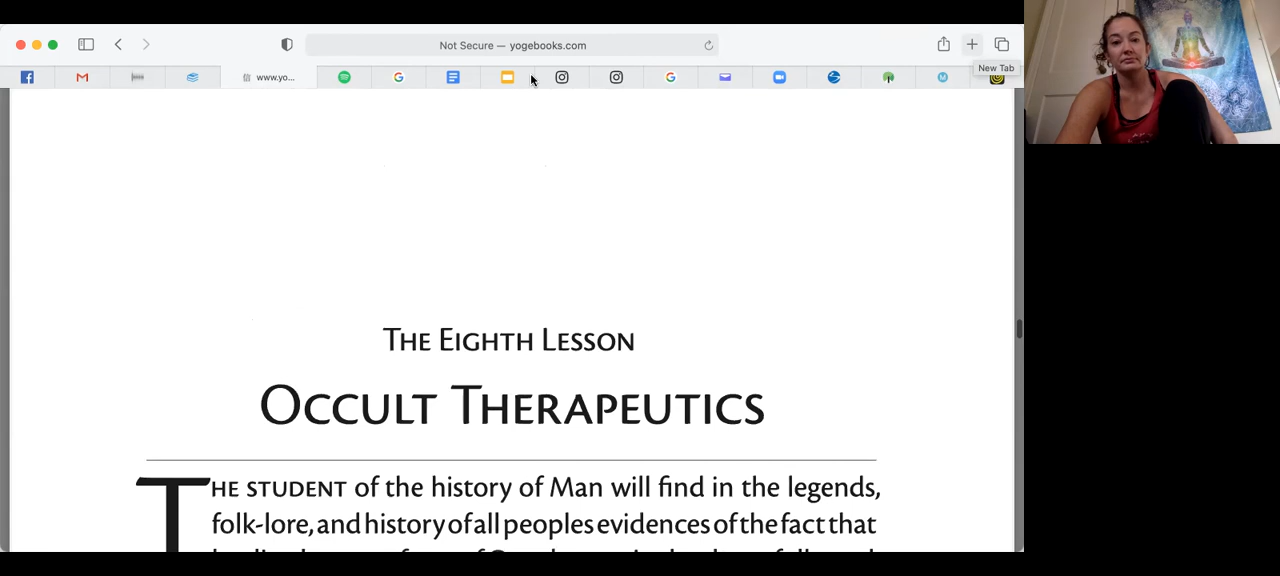 Not Secure — yogebooks.com
www.yo...
New Tab
The Eighth Lesson
Occult Therapeutics
The student of the history of Man will find in the legends,
folk-lore, and history of all peoples evidences of the fact that